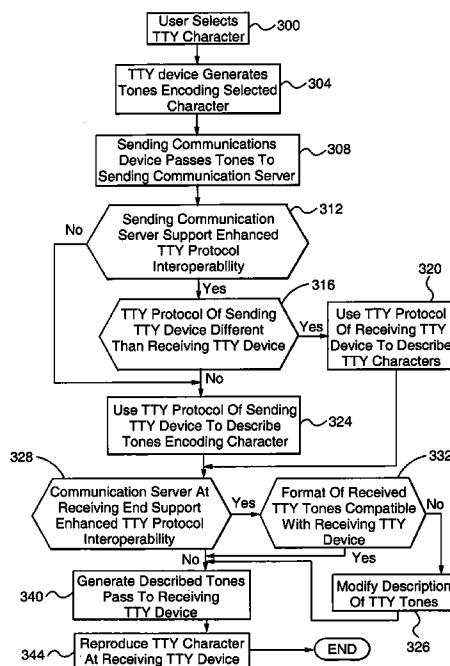 User Selects
TTY Character
300
TTY device Generates
Tones Encoding Selected
Character
304
Sending Communications
Device Passes Tones To
Sending Communication Server
308
312
No
Sending Communication
Server Support Enhanced
TTY Protocol
Interoperability
Yes
316
320
TTY Protocol Of Sending
TTY Device Different
Than Receiving TTY Device
Yes
Use TTY Protocol
Of Receiving TTY
Device To Describe
TTY Characters
No
324
Use TTY Protocol Of Sending
TTY Device To Describe
Tones Encoding Character
328
332
Communication Server At
Receiving End Support
Enhanced TTY Protocol
Interoperability
Yes
Format Of Received
TTY Tones Compatible
With Receiving TTY
Device
No
No
Yes
Generate Described Tones
Pass To Receiving
TTY Device
340
Modify Description
Of TTY Tones
326
344
Reproduce TTY Character
At Receiving TTY Device
END